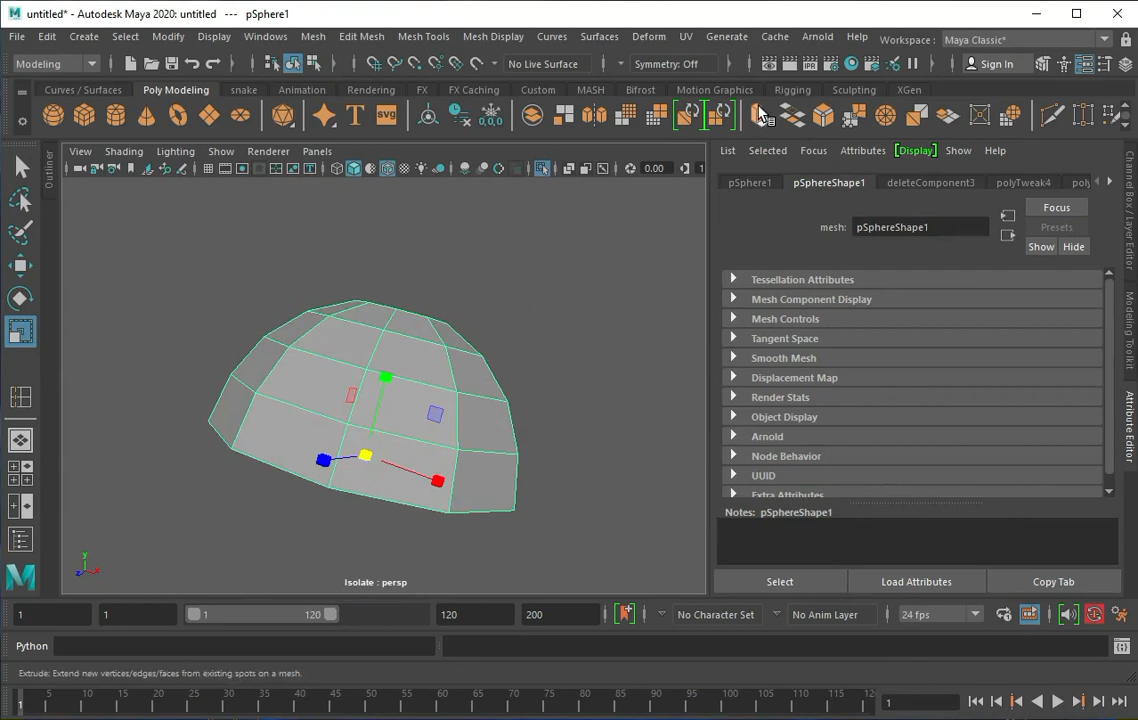 untitled* - Autodesk Maya 2020: untitled --- pSphere1
File Edit Create Select Modify Display Windows Mesh Edit Mesh Mesh Tools Mesh Display Curves Surfaces Deform UV Generate Cache Arnold Help Workspace : Maya Classic*
Modeling No Live Surface Symmetry: Off Sign In
Curves / Surfaces Poly Modeling snake Animation Rendering FX FX Caching Custom MASH Bifrost Motion Graphics Rigging Sculpting XGen
SVG 0,0,0
View Shading Lighting Show Renderer Panels
List Selected Focus Attributes Display Show Help
0.00 1
Outliner
pSphere1 pSphereShape1 deleteComponent3 polyTweak4 poly
Focus
mesh: pSphereShape1
Presets
Show Hide
Tessellation Attributes
Mesh Component Display
Mesh Controls
Tangent Space
Smooth Mesh
Displacement Map
Render Stats
Object Display
Arnold
Node Behavior
UUID
Extra Attributes
Notes: pSphereShape1
Select Load Attributes Copy Tab
Channel Box / Layer Editor
Modeling Toolkit
Attribute Editor
y
z x
Isolate : persp
1 1 1 120 120 200 No Character Set No Anim Layer 24 fps
Python
Extrude: Extend new vertices/edges/faces from existing spots on a mesh.
5 10 15 20 25 30 35 40 45 50 55 60 65 70 75 80 85 90 95 100 105 110 115 120
1 1